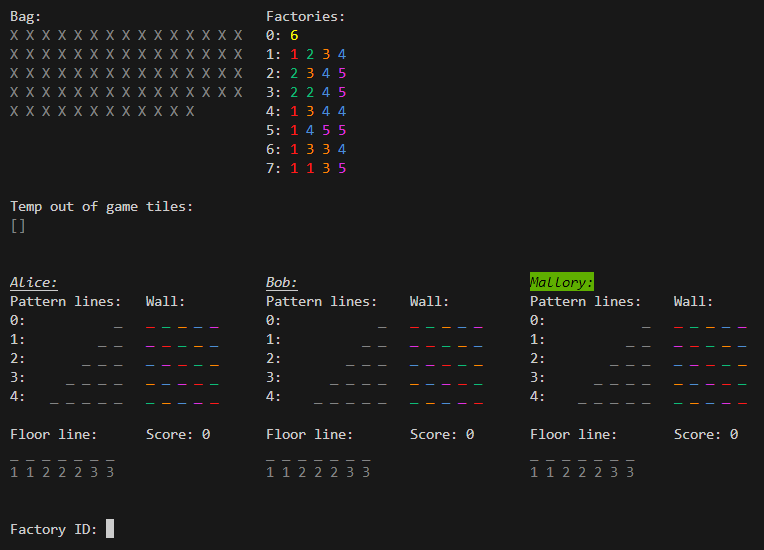 Bag: Factories:
X X X X X X X X X X X X X X X 0: 6
X X X X X X X X X X X X X X X 1: 1 2 3 4
X X X X X X X X X X X X X X X 2: 2 3 4 5
X X X X X X X X X X X X X X X 3: 2 2 4 5
X X X X X X X X X X X X 4: 1 3 4 4
5: 1 4 5 5
6: 1 3 3 4
7: 1 1 3 5
Temp out of game tiles:
[]
Alice: Bob: Mallory:
Pattern lines: Wall: Pattern lines: Wall: Pattern lines: Wall:
0: _ _ _ _ _ _ 0: _ _ _ _ _ _ 0: _ _ _ _ _ _
1: _ _ _ _ _ _ _ 1: _ _ _ _ _ _ _ 1: _ _ _ _ _ _ _
2: _ _ _ _ _ _ _ _ 2: _ _ _ _ _ _ _ _ 2: _ _ _ _ _ _ _ _
3: _ _ _ _ _ _ _ _ _ 3: _ _ _ _ _ _ _ _ _ 3: _ _ _ _ _ _ _ _ _
4: _ _ _ _ _ _ _ _ _ _ 4: _ _ _ _ _ _ _ _ _ _ 4: _ _ _ _ _ _ _ _ _ _
Floor line: Score: 0 Floor line: Score: 0 Floor line: Score: 0
_ _ _ _ _ _ _ _ _ _ _ _ _ _ _ _ _ _ _ _ _
1 1 2 2 2 3 3 1 1 2 2 2 3 3 1 1 2 2 2 3 3
Factory ID: